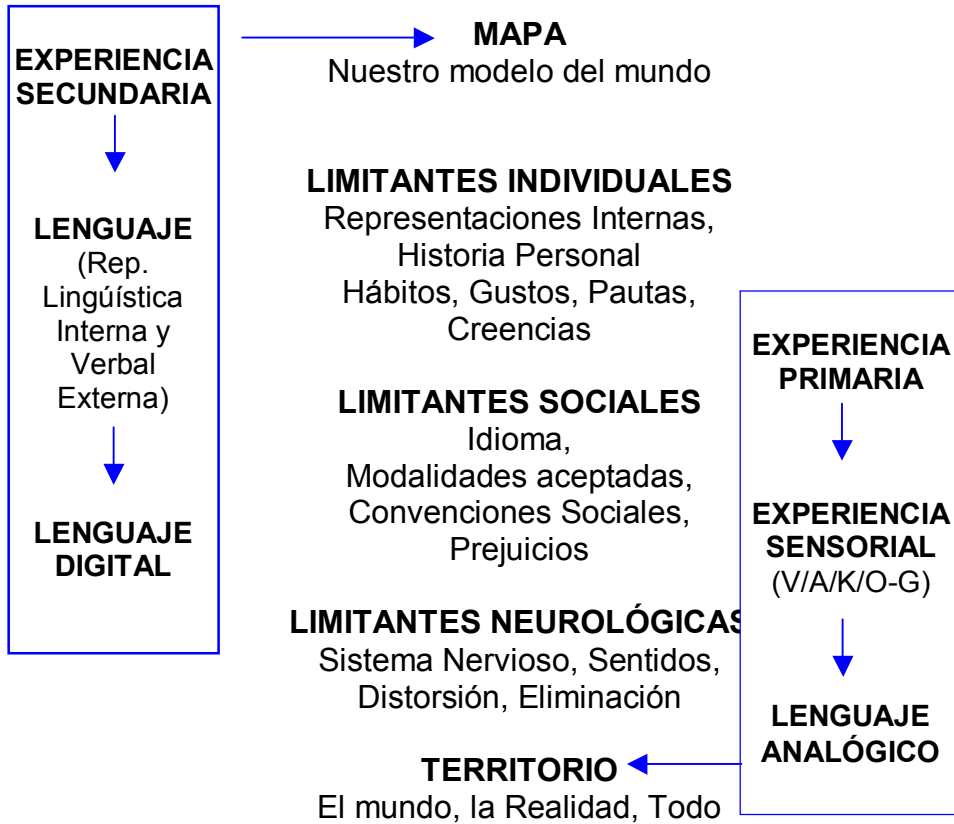 EXPERIENCIA
SECUNDARIA
LENGUAJE
(Rep.
Lingúística
Interna y
Verbal
Externa)
LENGUAJE
DIGITAL
MAPA
Nuestro modelo del mundo
LIMITANTES INDIVIDUALES
Representaciones Internas,
Historia Personal
Hábitos, Gustos, Pautas,
Creencias
LIMITANTES SOCIALES
Idioma,
Modalidades aceptadas,
Convenciones Sociales,
Prejuicios
LIMITANTES NEUROLÓGICAS
Sistema Nervioso, Sentidos,
Distorsión, Eliminación
TERRITORIO
El mundo, la Realidad, Todo
EXPERIENCIA
PRIMARIA
EXPERIENCIA
SENSORIAL
(V/A/K/O-G)
LENGUAJE
ANALÓGICO